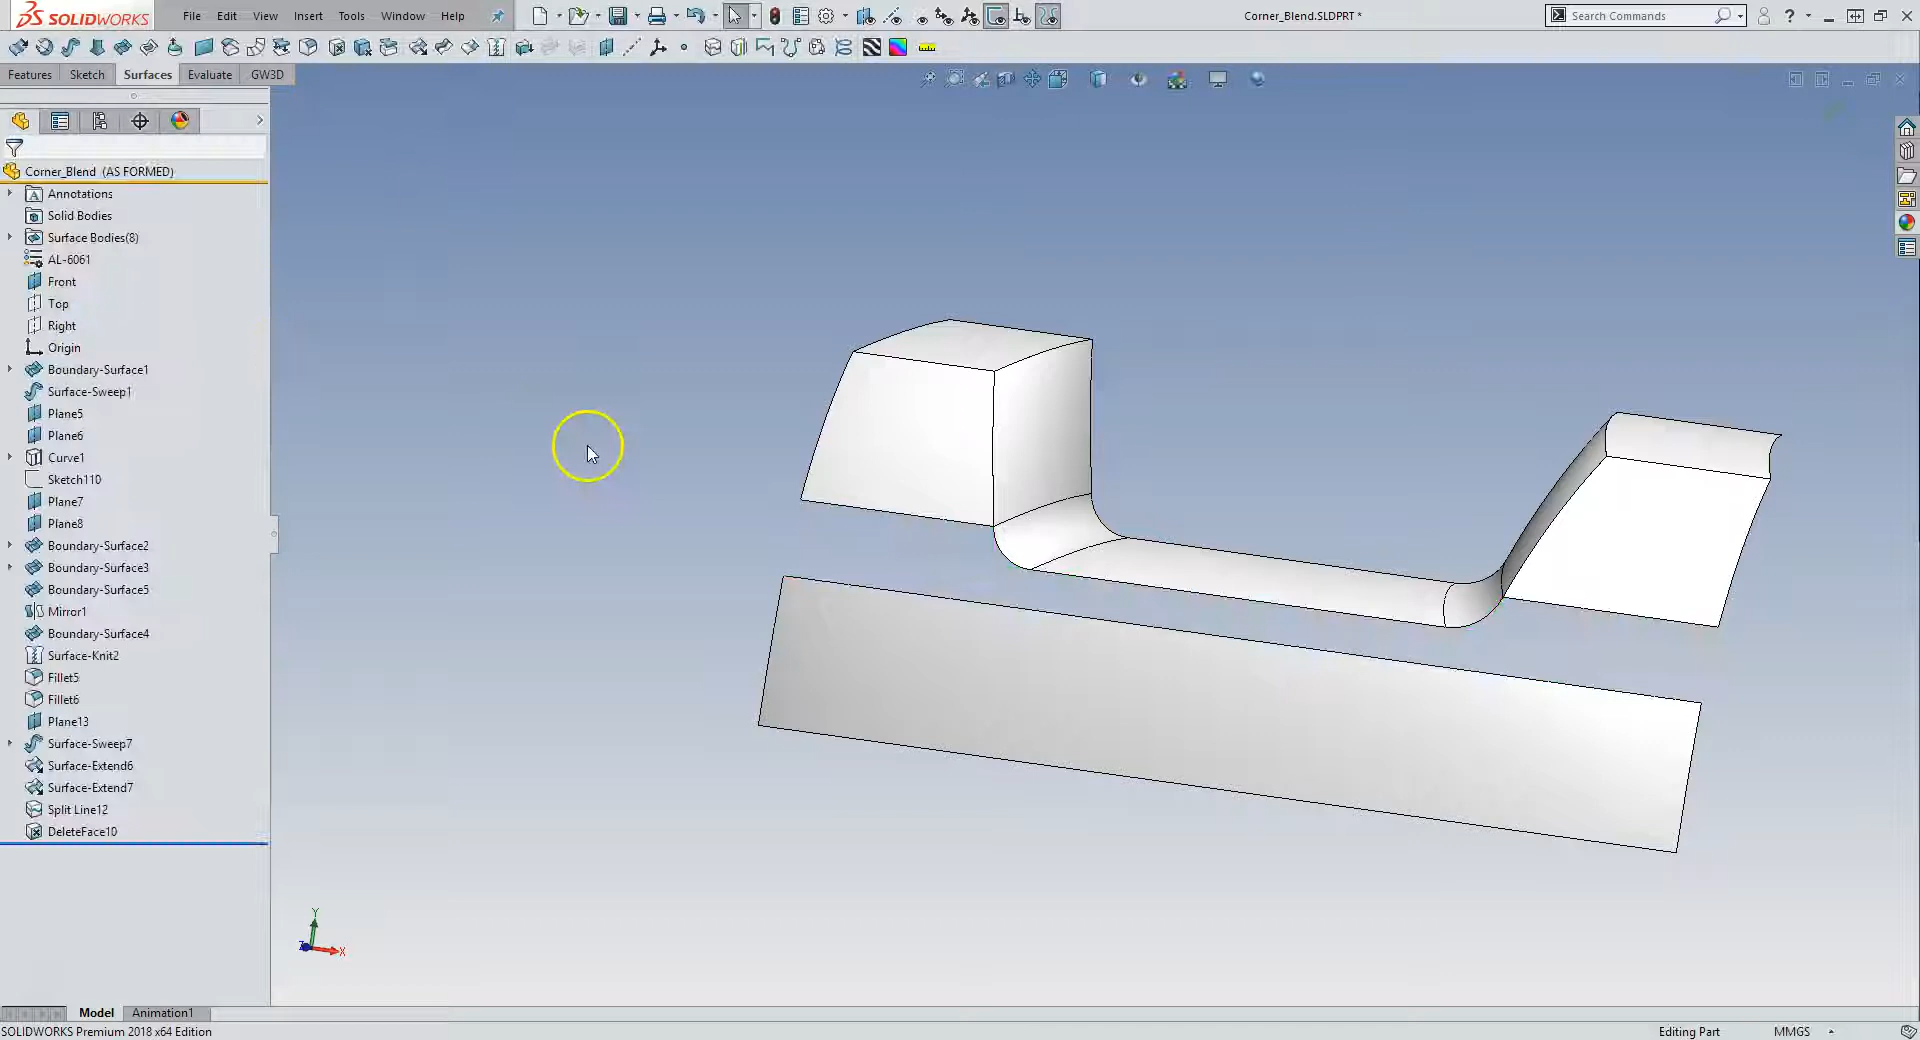 SOLIDWORKS File Edit View Insert Tools Window Help Corner_Blend.SLDPRT * Search Commands ?
Features Sketch Surfaces Evaluate GW3D
Corner_Blend (AS FORMED)
Annotations
Solid Bodies
Surface Bodies(8)
AL-6061
Front
Top
Right
Origin
Boundary-Surface1
Surface-Sweep1
Plane5
Plane6
Curve1
Sketch110
Plane7
Plane8
Boundary-Surface2
Boundary-Surface3
Boundary-Surface5
Mirror1
Boundary-Surface4
Surface-Knit2
Fillet5
Fillet6
Plane13
Surface-Sweep7
Surface-Extend6
Surface-Extend7
Split Line12
DeleteFace10
Y
Z X
Model Animation1
SOLIDWORKS Premium 2018 x64 Edition Editing Part MMGS